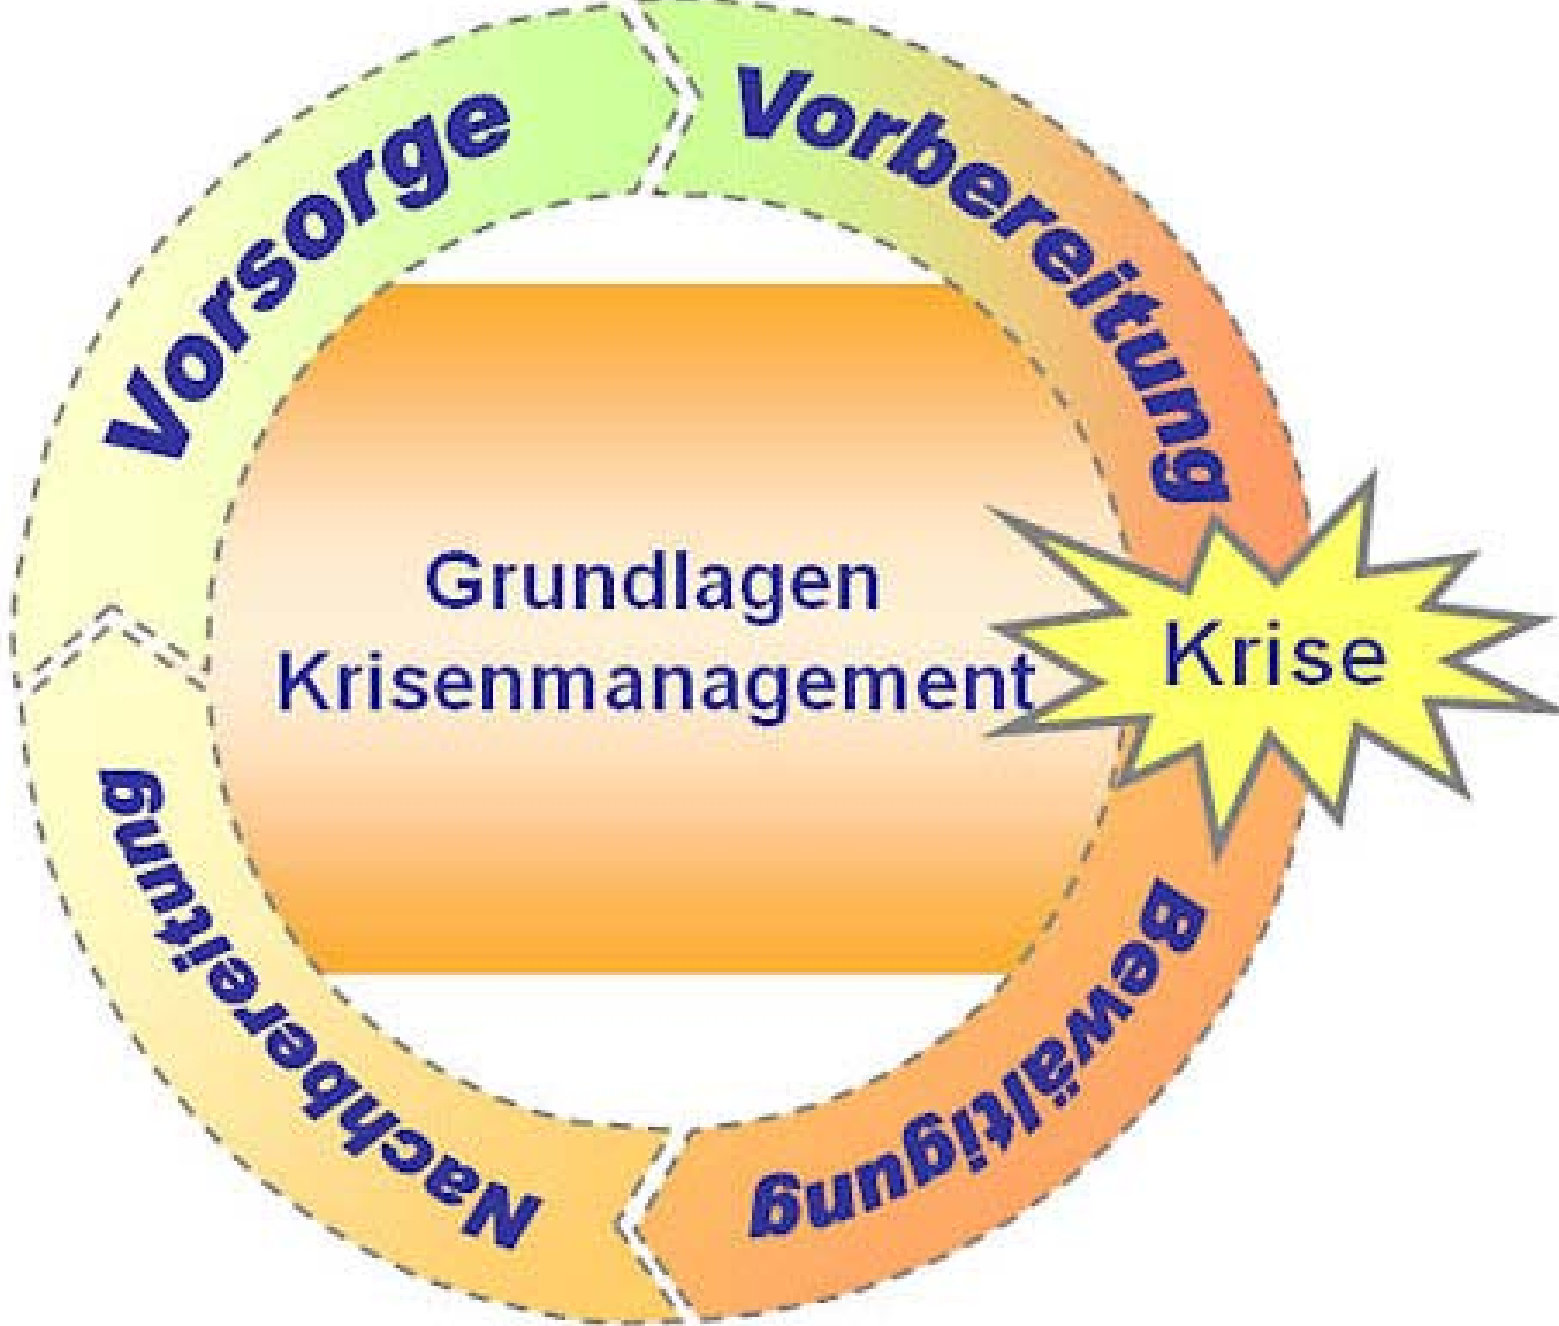 Vorsorge
Vorbereitung
Grundlagen
Krisenmanagement
Krise
Bewältigung
Nachbereitung